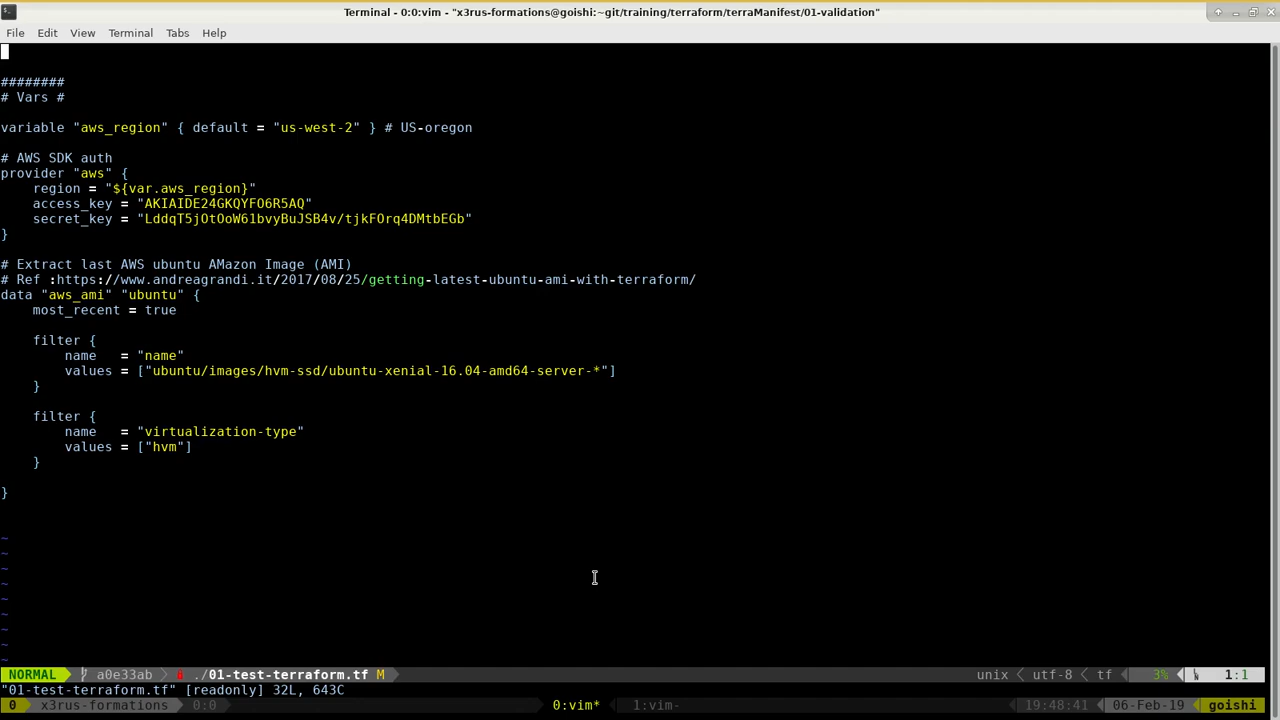 Terminal - 0:0:vim - "x3rus-formations@goishi:~git/training/terraform/terraManifest/01-validation"
File Edit View Terminal Tabs Help
########
# Vars #
variable "aws_region" { default = "us-west-2" } # US-oregon
# AWS SDK auth
provider "aws" {
region = "${var.aws_region}"
access_key = "AKIAIDE24GKQYFO6R5AQ"
secret_key = "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"
}
# Extract last AWS ubuntu AMazon Image (AMI)
# Ref :https://www.andreagrandi.it/2017/08/25/getting-latest-ubuntu-ami-with-terraform/
data "aws_ami" "ubuntu" {
most_recent = true
filter {
name   = "name"
values = ["ubuntu/images/hvm-ssd/ubuntu-xenial-16.04-amd64-server-*"]
}
filter {
name   = "virtualization-type"
values = ["hvm"]
}
}
~
~
~
~
~
~
~
~
~
NORMAL a0e33ab ./01-test-terraform.tf M unix utf-8 tf 3% 1:1
"01-test-terraform.tf" [readonly] 32L, 643C
0 x3rus-formations 0:0 0:vim* 1:vim- 19:48:41 06-Feb-19 goishi